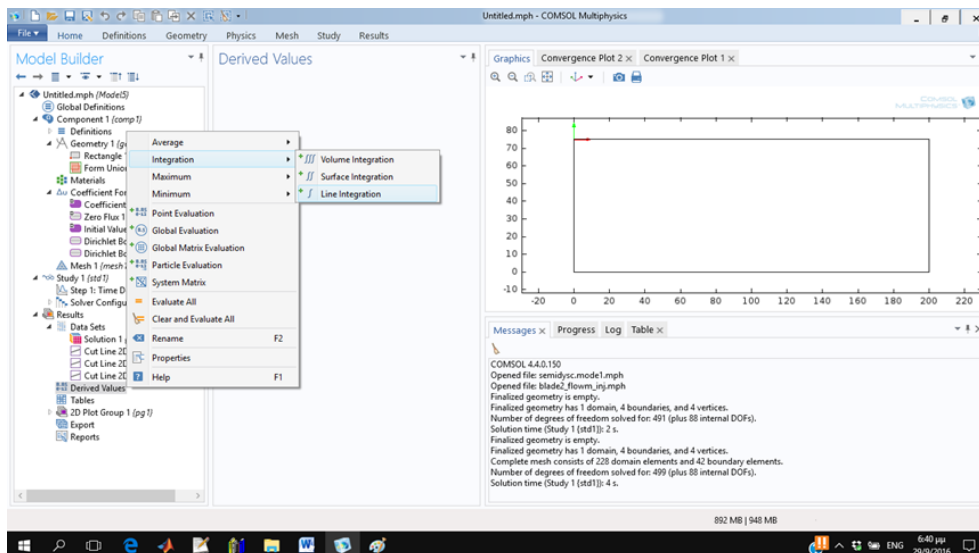 Untitled.mph - COMSOL Multiphysics
File Home Definitions Geometry Physics Mesh Study Results
Model Builder
Untitled.mph (Model5)
Global Definitions
Component 1 (comp1)
Definitions
Geometry 1 (g
Rectangle
Form Union
Materials
Δu Coefficient For
Coefficient
Zero Flux 1
Initial Value
Dirichlet Bo
Dirichlet Bo
Mesh 1 (mesh
Study 1 (std1)
Step 1: Time D
Solver Configu
Results
Data Sets
Solution 1
Cut Line 2D
Cut Line 2D
Cut Line 2D
Derived Values
Tables
2D Plot Group 1 (pg1)
Export
Reports
Average
Integration
Maximum
Minimum
Point Evaluation
Global Evaluation
Global Matrix Evaluation
Particle Evaluation
System Matrix
Evaluate All
Clear and Evaluate All
Rename F2
Properties
Help F1
Volume Integration
Surface Integration
Line Integration
Derived Values
Graphics Convergence Plot 2 × Convergence Plot 1 ×
COMSOL
MULTIPHYSICS
80
70
60
50
40
30
20
10
0
-10
-20 0 20 40 60 80 100 120 140 160 180 200 220
Messages × Progress Log Table ×
COMSOL 4.4.0.150
Opened file: semidysc.mode1.mph
Opened file: blade2_flowm_inj.mph
Finalized geometry is empty.
Finalized geometry has 1 domain, 4 boundaries, and 4 vertices.
Number of degrees of freedom solved for: 491 (plus 88 internal DOFs).
Solution time (Study 1 (std1)): 2 s.
Finalized geometry is empty.
Finalized geometry has 1 domain, 4 boundaries, and 4 vertices.
Complete mesh consists of 228 domain elements and 42 boundary elements.
Number of degrees of freedom solved for: 499 (plus 88 internal DOFs).
Solution time (Study 1 (std1)): 4 s.
892 MB | 948 MB
ENG
6:40 μμ
29/9/2016